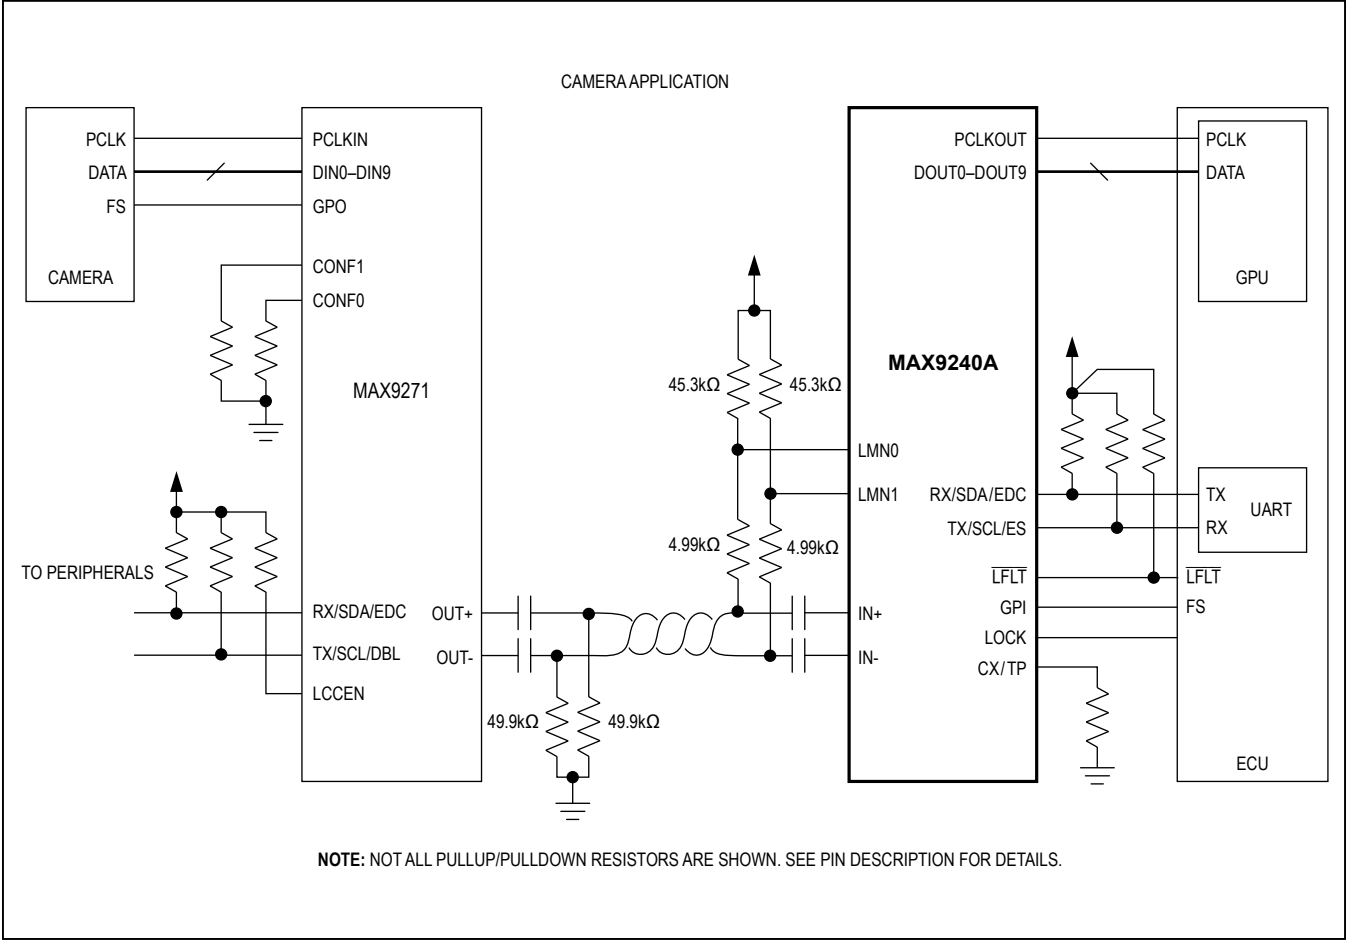 CAMERA APPLICATION
PCLK
DATA
FS
CAMERA
PCLKIN
DIN0–DIN9
GPO
CONF1
CONF0
MAX9271
TO PERIPHERALS
RX/SDA/EDC
TX/SCL/DBL
LCCEN
OUT+
OUT-
49.9kΩ
49.9kΩ
45.3kΩ
45.3kΩ
4.99kΩ
4.99kΩ
PCLKOUT
DOUT0–DOUT9
MAX9240A
LMN0
LMN1
RX/SDA/EDC
TX/SCL/ES
LFLT
GPI
LOCK
CX/TP
IN+
IN-
PCLK
DATA
GPU
TX
RX
UART
LFLT
FS
ECU
NOTE: NOT ALL PULLUP/PULLDOWN RESISTORS ARE SHOWN. SEE PIN DESCRIPTION FOR DETAILS.